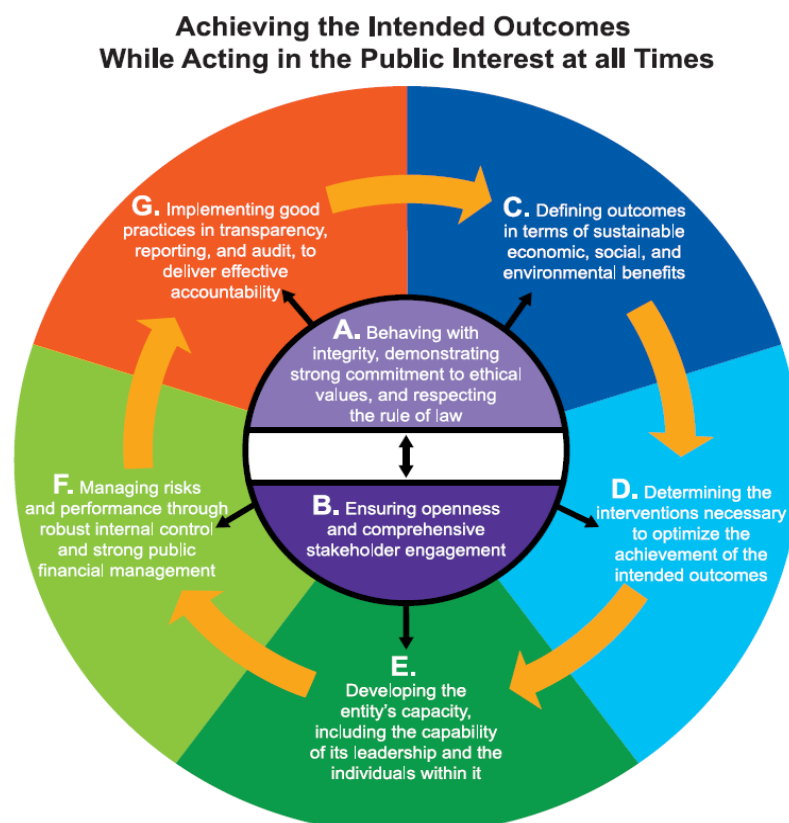 Achieving the Intended Outcomes
While Acting in the Public Interest at all Times
G. Implementing good
practices in transparency,
reporting, and audit, to
deliver effective
accountability
C. Defining outcomes
in terms of sustainable
economic, social, and
environmental benefits
A. Behaving with
integrity, demonstrating
strong commitment to ethical
values, and respecting
the rule of law
B. Ensuring openness
and comprehensive
stakeholder engagement
F. Managing risks
and performance through
robust internal control
and strong public
financial management
D. Determining the
interventions necessary
to optimize the
achievement of the
intended outcomes
E.
Developing the
entity's capacity,
including the capability
of its leadership and the
individuals within it